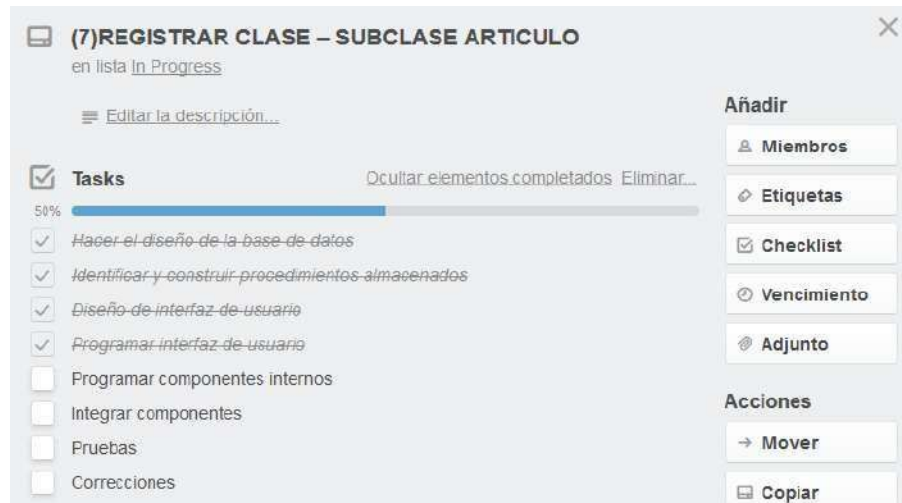 (7)REGISTRAR CLASE – SUBCLASE ARTICULO
en lista In Progress
Editar la descripción...
Tasks
Ocultar elementos completados Eliminar...
50%
Hacer el diseño de la base de datos
Identificar y construir procedimientos almacenados
Diseño de interfaz de usuario
Programar interfaz de usuario
Programar componentes internos
Integrar componentes
Pruebas
Correcciones
Añadir
Miembros
Etiquetas
Checklist
Vencimiento
Adjunto
Acciones
Mover
Copiar